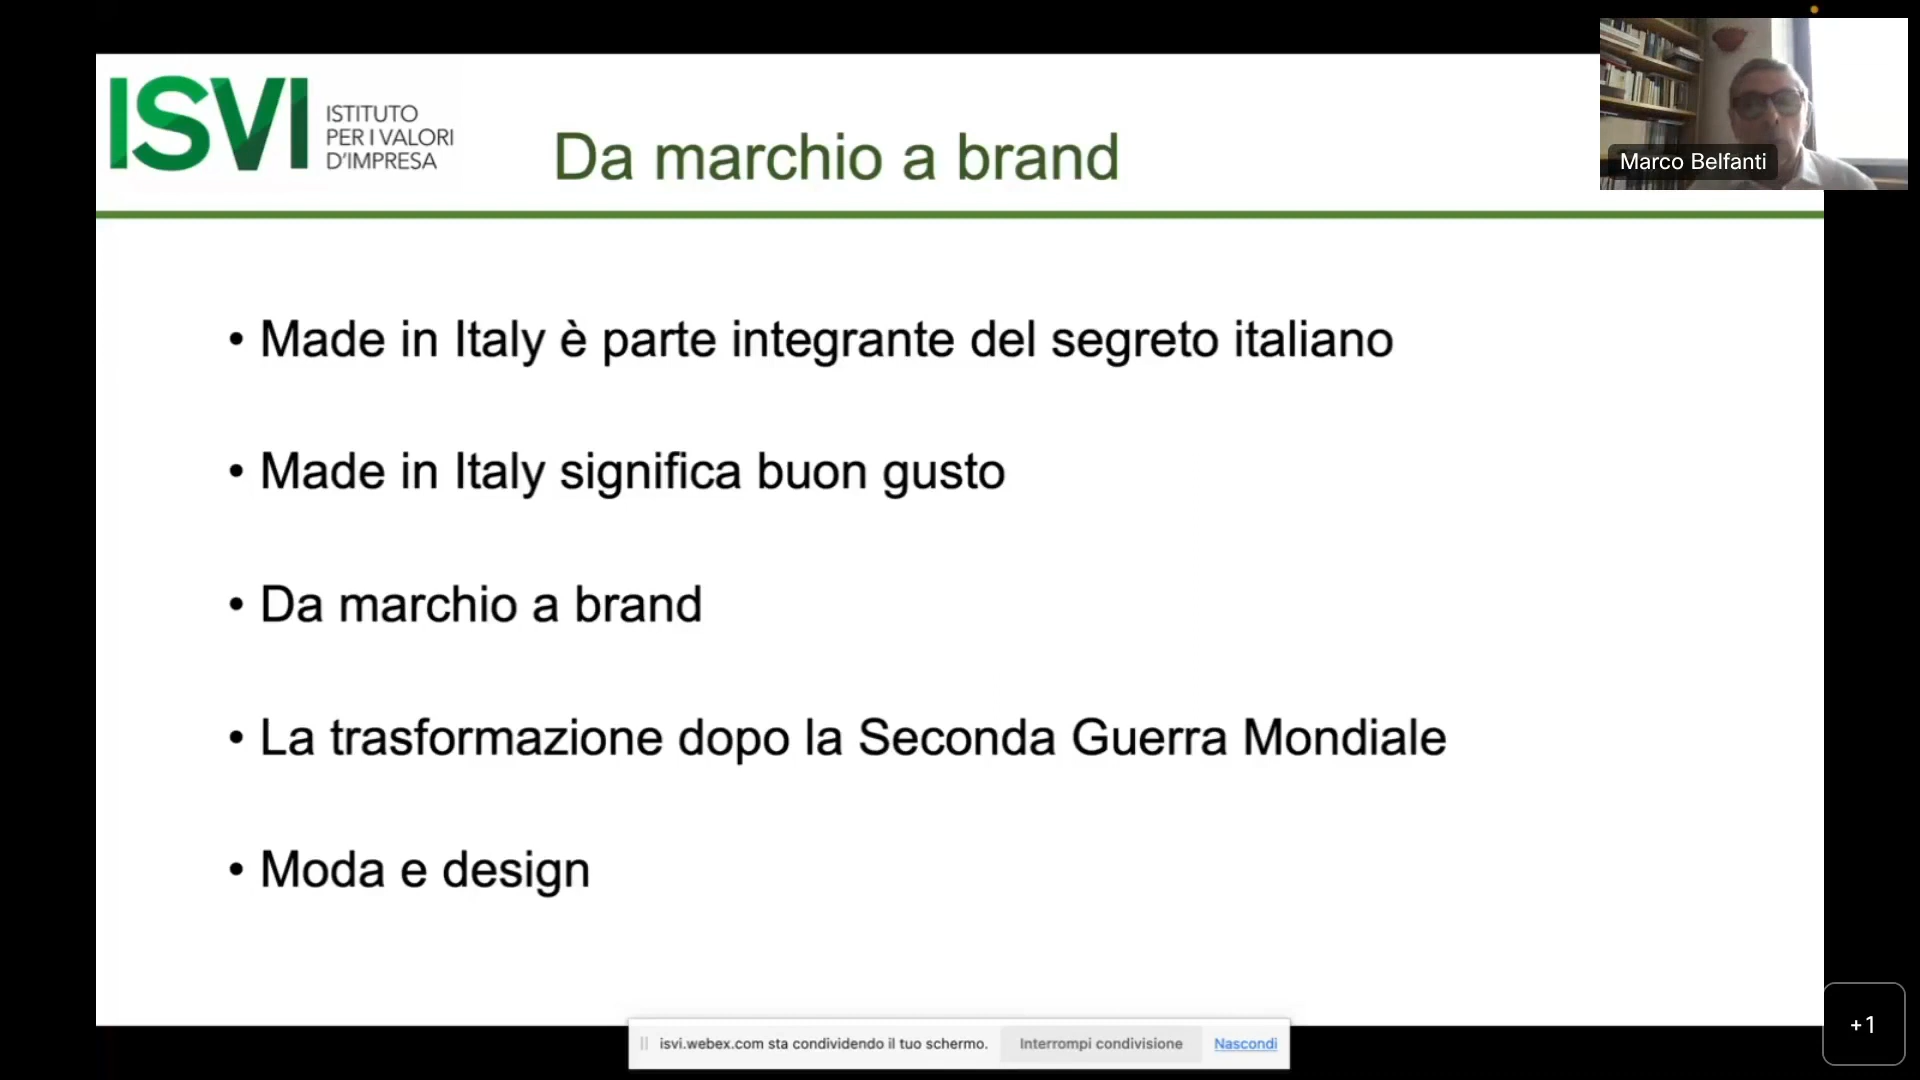 ISVI
ISTITUTO
PER I VALORI
D'IMPRESA
Da marchio a brand
Marco Belfanti
• Made in Italy è parte integrante del segreto italiano
• Made in Italy significa buon gusto
• Da marchio a brand
• La trasformazione dopo la Seconda Guerra Mondiale
• Moda e design
isvi.webex.com sta condividendo il tuo schermo. Interrompi condivisione Nascondi
+1